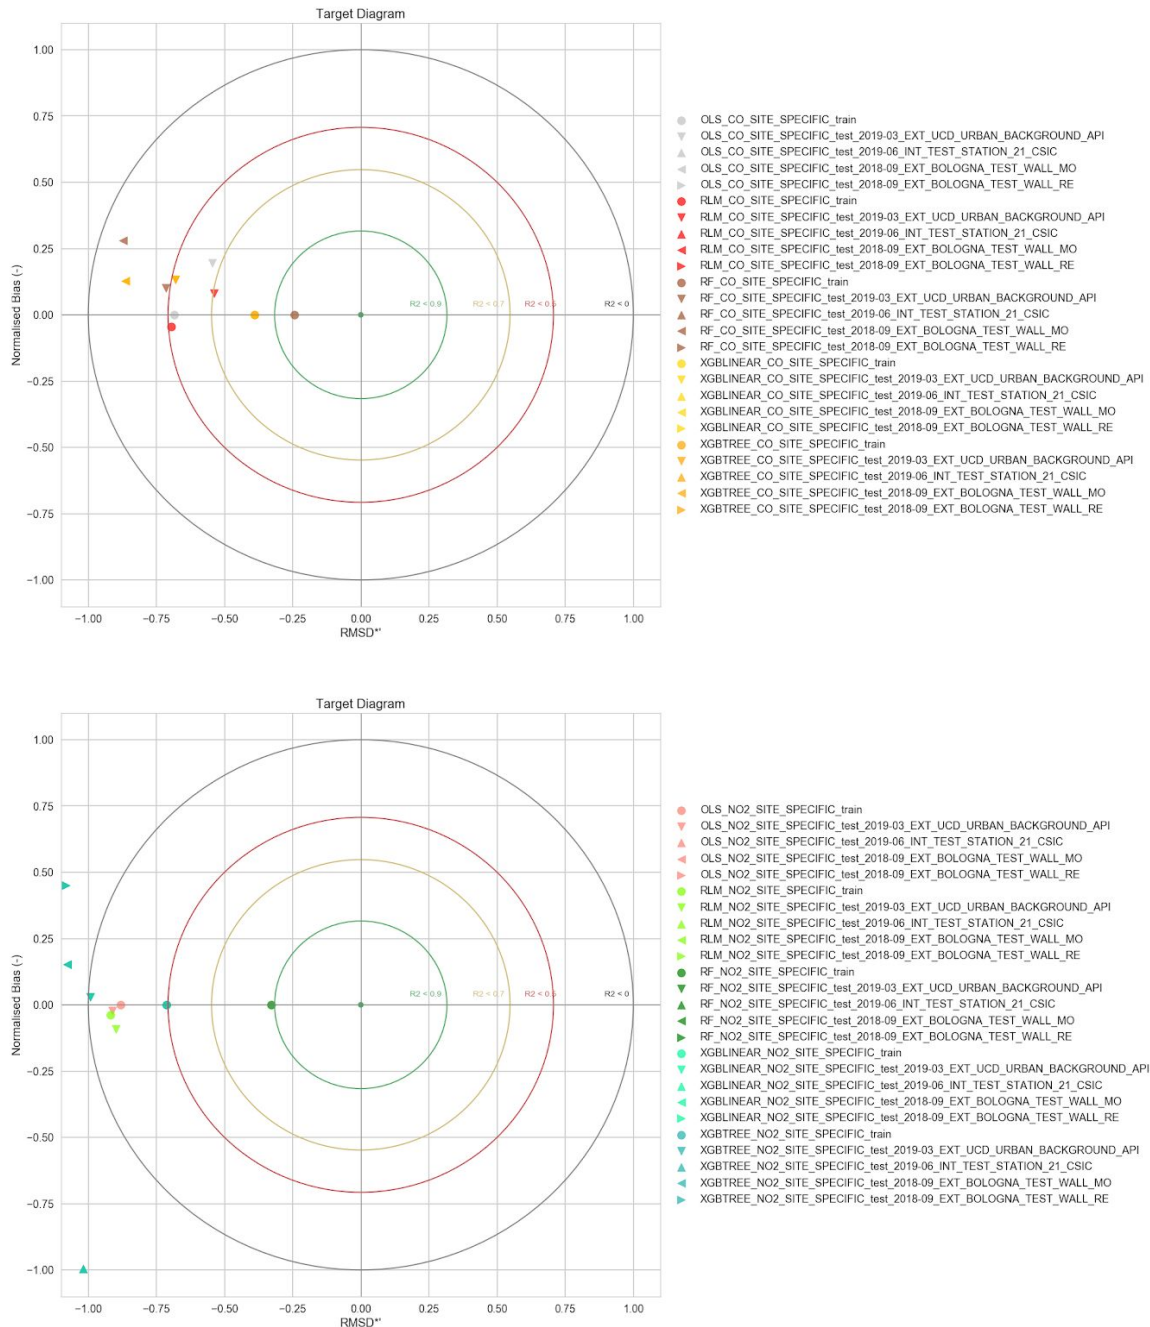 Target Diagram
1.00
0.75
0.50
0.25
0.00
−0.25
−0.50
−0.75
−1.00
Normalised Bias (-)
R2 < 0.9
R2 < 0.7
R2 < 0.5
R2 < 0
−1.00
−0.75
−0.50
−0.25
0.00
0.25
0.50
0.75
1.00
RMSD*'
OLS_CO_SITE_SPECIFIC_train
OLS_CO_SITE_SPECIFIC_test_2019-03_EXT_UCD_URBAN_BACKGROUND_API
OLS_CO_SITE_SPECIFIC_test_2019-06_INT_TEST_STATION_21_CSIC
OLS_CO_SITE_SPECIFIC_test_2018-09_EXT_BOLOGNA_TEST_WALL_MO
OLS_CO_SITE_SPECIFIC_test_2018-09_EXT_BOLOGNA_TEST_WALL_RE
RLM_CO_SITE_SPECIFIC_train
RLM_CO_SITE_SPECIFIC_test_2019-03_EXT_UCD_URBAN_BACKGROUND_API
RLM_CO_SITE_SPECIFIC_test_2019-06_INT_TEST_STATION_21_CSIC
RLM_CO_SITE_SPECIFIC_test_2018-09_EXT_BOLOGNA_TEST_WALL_MO
RLM_CO_SITE_SPECIFIC_test_2018-09_EXT_BOLOGNA_TEST_WALL_RE
RF_CO_SITE_SPECIFIC_train
RF_CO_SITE_SPECIFIC_test_2019-03_EXT_UCD_URBAN_BACKGROUND_API
RF_CO_SITE_SPECIFIC_test_2019-06_INT_TEST_STATION_21_CSIC
RF_CO_SITE_SPECIFIC_test_2018-09_EXT_BOLOGNA_TEST_WALL_MO
RF_CO_SITE_SPECIFIC_test_2018-09_EXT_BOLOGNA_TEST_WALL_RE
XGBLINEAR_CO_SITE_SPECIFIC_train
XGBLINEAR_CO_SITE_SPECIFIC_test_2019-03_EXT_UCD_URBAN_BACKGROUND_API
XGBLINEAR_CO_SITE_SPECIFIC_test_2019-06_INT_TEST_STATION_21_CSIC
XGBLINEAR_CO_SITE_SPECIFIC_test_2018-09_EXT_BOLOGNA_TEST_WALL_MO
XGBLINEAR_CO_SITE_SPECIFIC_test_2018-09_EXT_BOLOGNA_TEST_WALL_RE
XGBTREE_CO_SITE_SPECIFIC_train
XGBTREE_CO_SITE_SPECIFIC_test_2019-03_EXT_UCD_URBAN_BACKGROUND_API
XGBTREE_CO_SITE_SPECIFIC_test_2019-06_INT_TEST_STATION_21_CSIC
XGBTREE_CO_SITE_SPECIFIC_test_2018-09_EXT_BOLOGNA_TEST_WALL_MO
XGBTREE_CO_SITE_SPECIFIC_test_2018-09_EXT_BOLOGNA_TEST_WALL_RE
Target Diagram
1.00
0.75
0.50
0.25
0.00
−0.25
−0.50
−0.75
−1.00
Normalised Bias (-)
R2 < 0.9
R2 < 0.7
R2 < 0.5
R2 < 0
−1.00
−0.75
−0.50
−0.25
0.00
0.25
0.50
0.75
1.00
RMSD*'
OLS_NO2_SITE_SPECIFIC_train
OLS_NO2_SITE_SPECIFIC_test_2019-03_EXT_UCD_URBAN_BACKGROUND_API
OLS_NO2_SITE_SPECIFIC_test_2019-06_INT_TEST_STATION_21_CSIC
OLS_NO2_SITE_SPECIFIC_test_2018-09_EXT_BOLOGNA_TEST_WALL_MO
OLS_NO2_SITE_SPECIFIC_test_2018-09_EXT_BOLOGNA_TEST_WALL_RE
RLM_NO2_SITE_SPECIFIC_train
RLM_NO2_SITE_SPECIFIC_test_2019-03_EXT_UCD_URBAN_BACKGROUND_API
RLM_NO2_SITE_SPECIFIC_test_2019-06_INT_TEST_STATION_21_CSIC
RLM_NO2_SITE_SPECIFIC_test_2018-09_EXT_BOLOGNA_TEST_WALL_MO
RLM_NO2_SITE_SPECIFIC_test_2018-09_EXT_BOLOGNA_TEST_WALL_RE
RF_NO2_SITE_SPECIFIC_train
RF_NO2_SITE_SPECIFIC_test_2019-03_EXT_UCD_URBAN_BACKGROUND_API
RF_NO2_SITE_SPECIFIC_test_2019-06_INT_TEST_STATION_21_CSIC
RF_NO2_SITE_SPECIFIC_test_2018-09_EXT_BOLOGNA_TEST_WALL_MO
RF_NO2_SITE_SPECIFIC_test_2018-09_EXT_BOLOGNA_TEST_WALL_RE
XGBLINEAR_NO2_SITE_SPECIFIC_train
XGBLINEAR_NO2_SITE_SPECIFIC_test_2019-03_EXT_UCD_URBAN_BACKGROUND_API
XGBLINEAR_NO2_SITE_SPECIFIC_test_2019-06_INT_TEST_STATION_21_CSIC
XGBLINEAR_NO2_SITE_SPECIFIC_test_2018-09_EXT_BOLOGNA_TEST_WALL_MO
XGBLINEAR_NO2_SITE_SPECIFIC_test_2018-09_EXT_BOLOGNA_TEST_WALL_RE
XGBTREE_NO2_SITE_SPECIFIC_train
XGBTREE_NO2_SITE_SPECIFIC_test_2019-03_EXT_UCD_URBAN_BACKGROUND_API
XGBTREE_NO2_SITE_SPECIFIC_test_2019-06_INT_TEST_STATION_21_CSIC
XGBTREE_NO2_SITE_SPECIFIC_test_2018-09_EXT_BOLOGNA_TEST_WALL_MO
XGBTREE_NO2_SITE_SPECIFIC_test_2018-09_EXT_BOLOGNA_TEST_WALL_RE